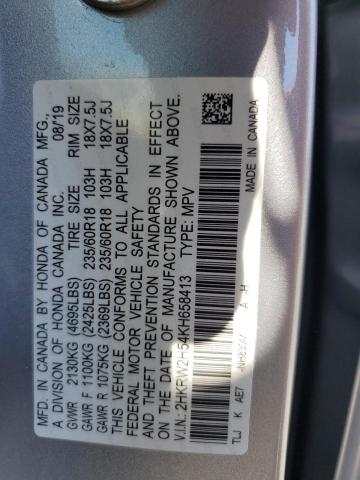 MFD. IN CANADA BY HONDA OF CANADA MFG.,
A DIVISION OF HONDA CANADA INC. 08/19
TIRE SIZE RIM SIZE
GVWR 2130KG (4695LBS)
GAWR F 1100KG (2425LBS) 235/60R18 103H 18X7.5J
GAWR R 1075KG (2369LBS) 235/60R18 103H 18X7.5J
THIS VEHICLE CONFORMS TO ALL APPLICABLE
FEDERAL MOTOR VEHICLE SAFETY
AND THEFT PREVENTION STANDARDS IN EFFECT
ON THE DATE OF MANUFACTURE SHOWN ABOVE.
V.I.N.: 2HKRW2H54KH658413 TYPE: MPV
MADE IN CANADA
TLJ K AE7 A -H